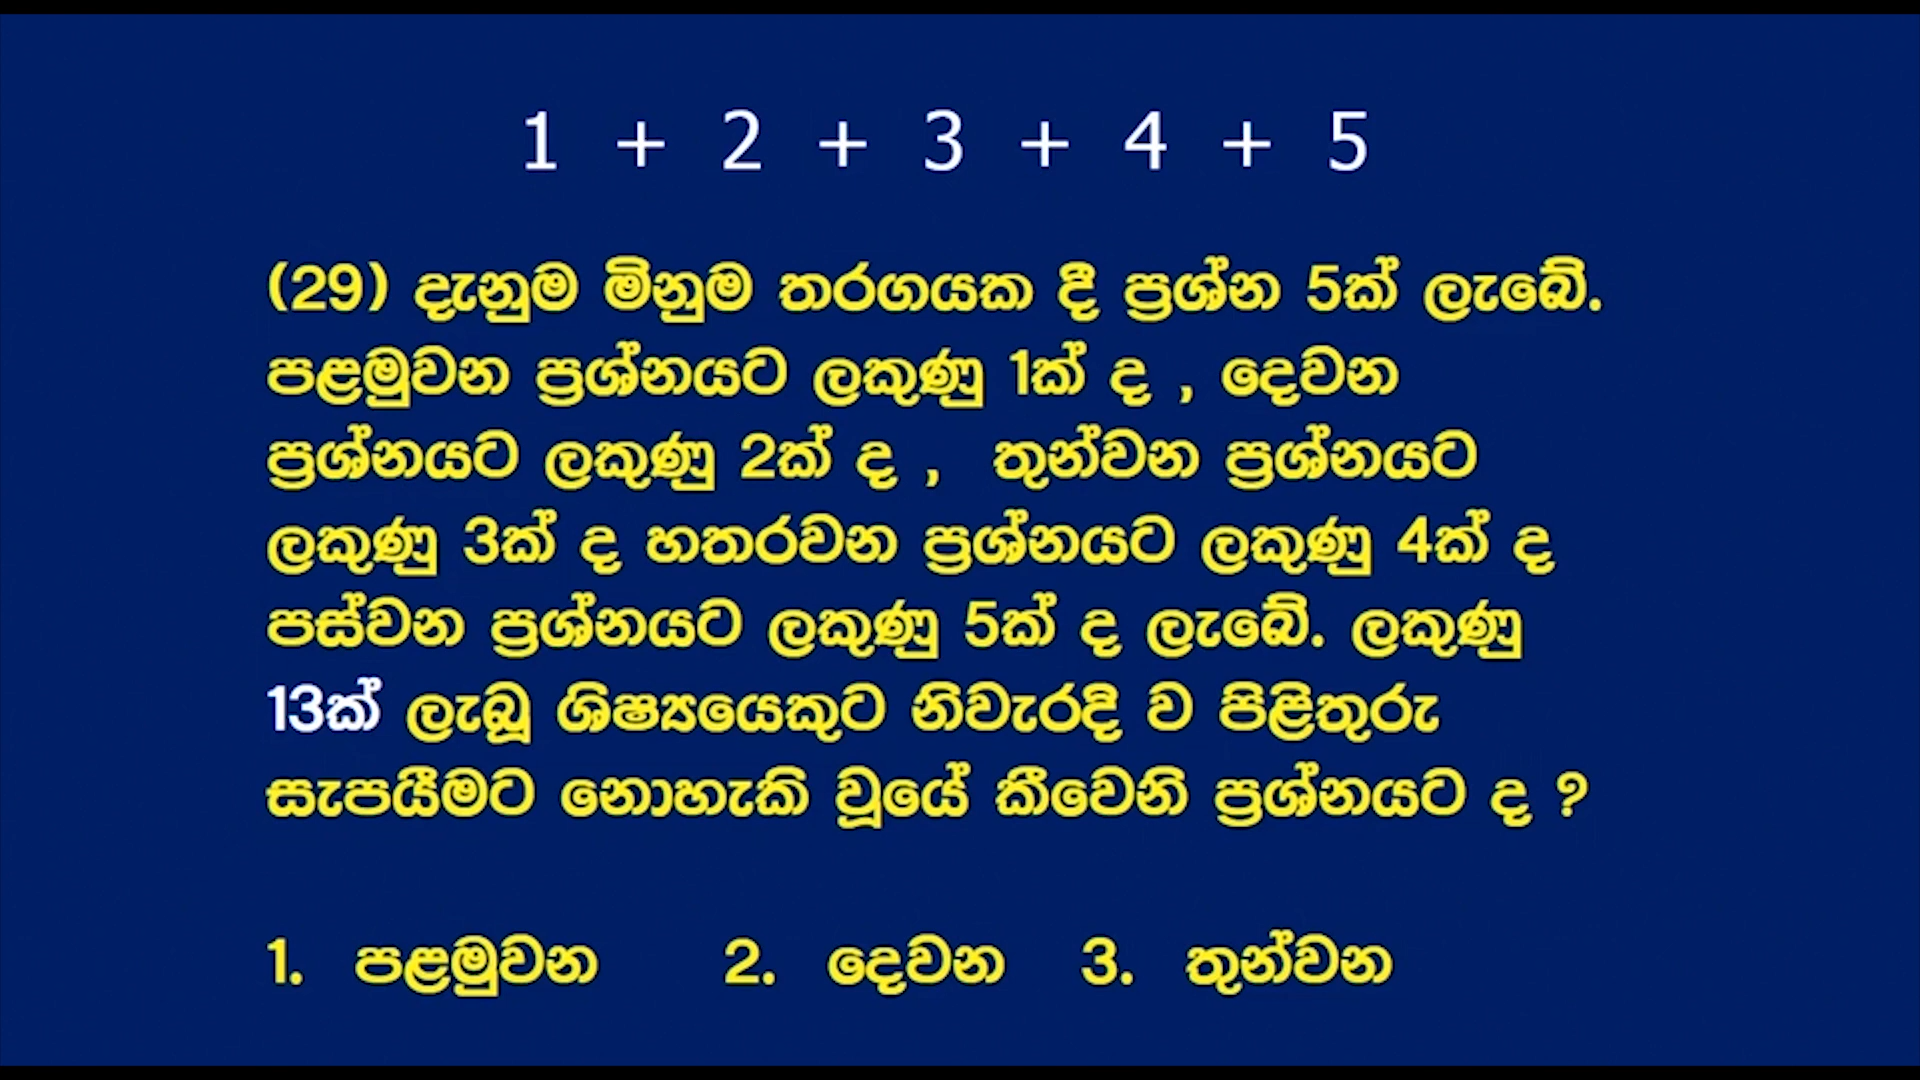 1 + 2 + 3 + 4 + 5
(29) දැනුම මිනුම තරගයක දී ප්‍රශ්න 5ක් ලැබේ.
පළමුවන ප්‍රශ්නයට ලකුණු 1ක් ද , දෙවන
ප්‍රශ්නයට ලකුණු 2ක් ද , තුන්වන ප්‍රශ්නයට
ලකුණු 3ක් ද හතරවන ප්‍රශ්නයට ලකුණු 4ක් ද
පස්වන ප්‍රශ්නයට ලකුණු 5ක් ද ලැබේ. ලකුණු
13ක් ලැබූ ශිෂ්‍යයෙකුට නිවැරදි ව පිළිතුරු
සැපයීමට නොහැකි වූයේ කීවෙනි ප්‍රශ්නයට ද ?
1. පළමුවන 2. දෙවන 3. තුන්වන